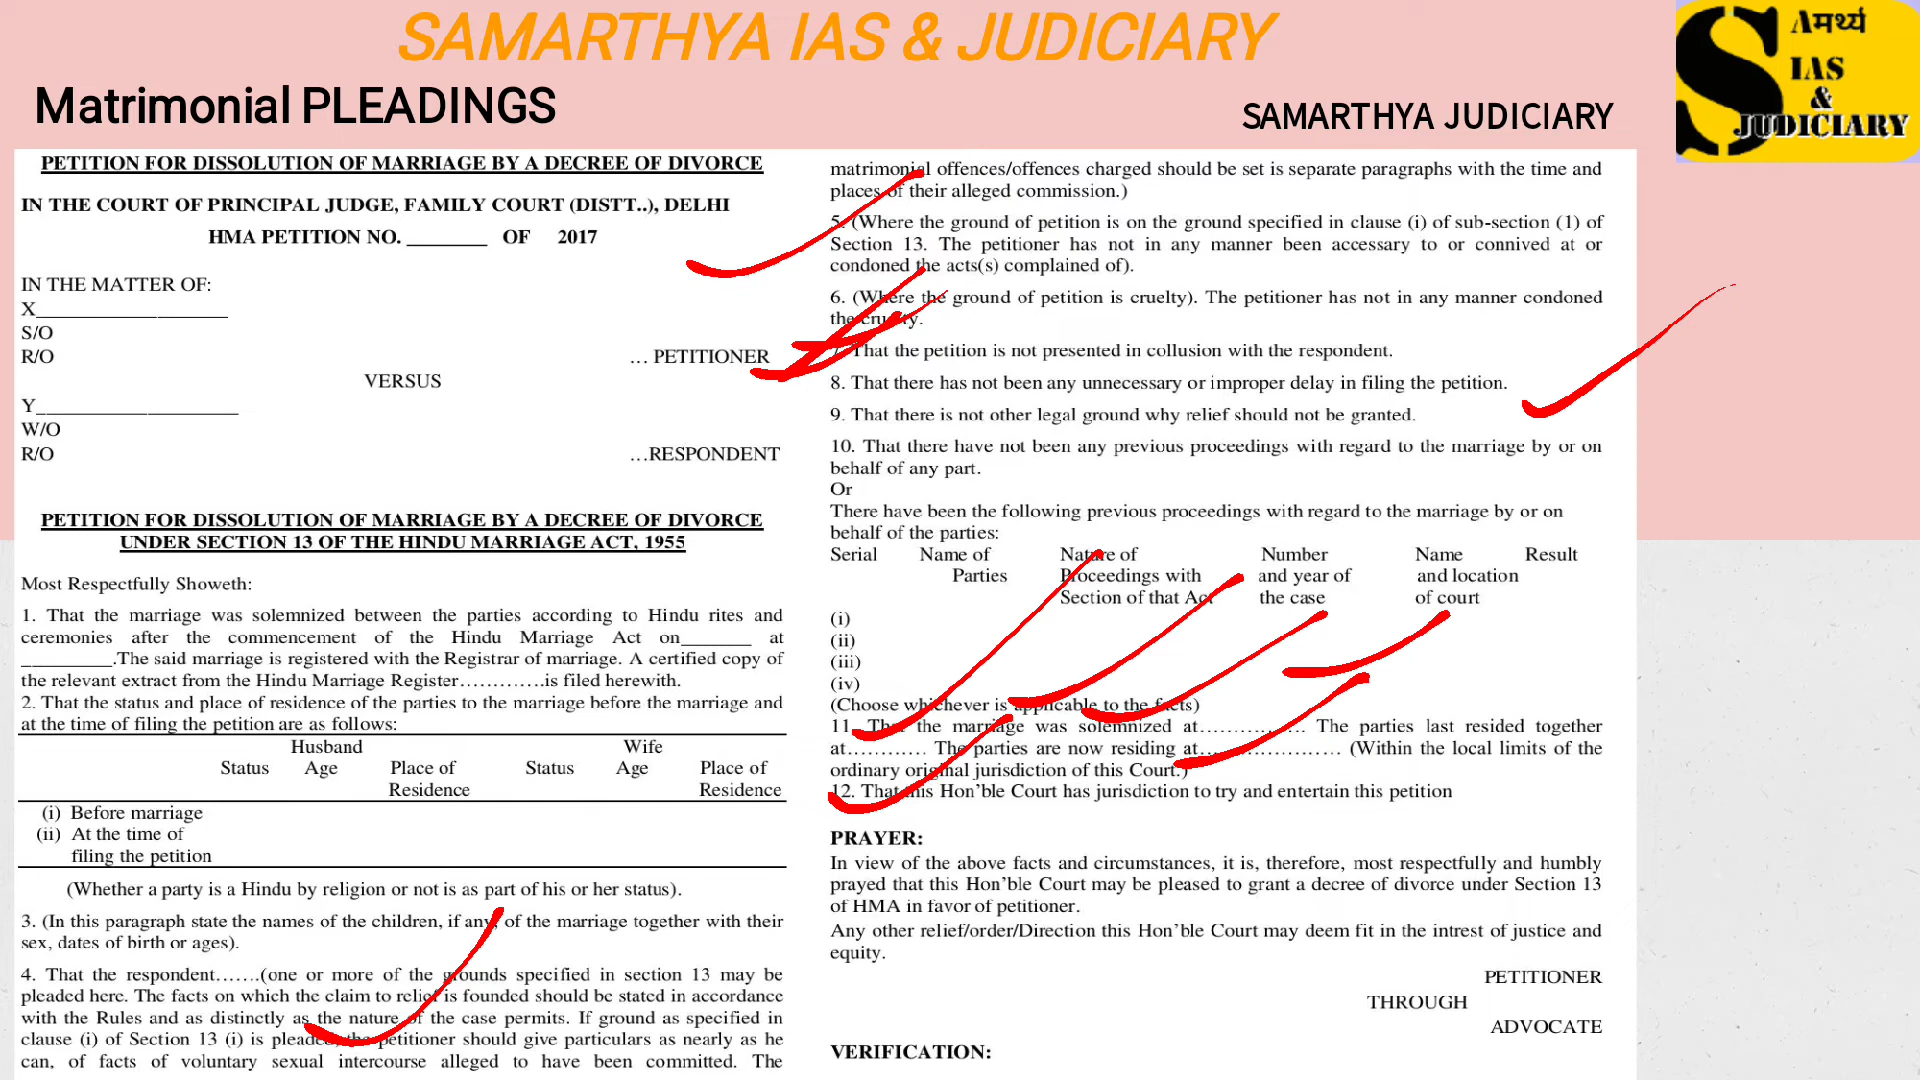 SAMARTHYA IAS & JUDICIARY
Matrimonial PLEADINGS
SAMARTHYA JUDICIARY
Aमर्थ्य
IAS
&
JUDICIARY
PETITION FOR DISSOLUTION OF MARRIAGE BY A DECREE OF DIVORCE
IN THE COURT OF PRINCIPAL JUDGE, FAMILY COURT (DISTT..), DELHI
HMA PETITION NO. ________ OF 2017
IN THE MATTER OF:
X___________________
S/O
R/O … PETITIONER
VERSUS
Y____________________
W/O
R/O …RESPONDENT
PETITION FOR DISSOLUTION OF MARRIAGE BY A DECREE OF DIVORCE
UNDER SECTION 13 OF THE HINDU MARRIAGE ACT, 1955
Most Respectfully Showeth:
1. That the marriage was solemnized between the parties according to Hindu rites and
ceremonies after the commencement of the Hindu Marriage Act on_______ at
_________.The said marriage is registered with the Registrar of marriage. A certified copy of
the relevant extract from the Hindu Marriage Register………….is filed herewith.
2. That the status and place of residence of the parties to the marriage before the marriage and
at the time of filing the petition are as follows:
Husband Wife
Status Age Place of Status Age Place of
Residence Residence
(i) Before marriage
(ii) At the time of
filing the petition
(Whether a party is a Hindu by religion or not is as part of his or her status).
3. (In this paragraph state the names of the children, if any, of the marriage together with their
sex, dates of birth or ages).
4. That the respondent…….(one or more of the grounds specified in section 13 may be
pleaded here. The facts on which the claim to relief is founded should be stated in accordance
with the Rules and as distinctly as the nature of the case permits. If ground as specified in
clause (i) of Section 13 (i) is pleaded, the petitioner should give particulars as nearly as he
can, of facts of voluntary sexual intercourse alleged to have been committed. The
matrimonial offences/offences charged should be set is separate paragraphs with the time and
places of their alleged commission.)
5. (Where the ground of petition is on the ground specified in clause (i) of sub-section (1) of
Section 13. The petitioner has not in any manner been accessary to or connived at or
condoned the acts(s) complained of).
6. (Where the ground of petition is cruelty). The petitioner has not in any manner condoned
the cruelty.
7. That the petition is not presented in collusion with the respondent.
8. That there has not been any unnecessary or improper delay in filing the petition.
9. That there is not other legal ground why relief should not be granted.
10. That there have not been any previous proceedings with regard to the marriage by or on
behalf of any part.
Or
There have been the following previous proceedings with regard to the marriage by or on
behalf of the parties:
Serial Name of Nature of Number Name Result
Parties Proceedings with and year of and location
Section of that Act the case of court
(i)
(ii)
(iii)
(iv)
(Choose whichever is applicable to the facts)
11. That the marriage was solemnized at……………. The parties last resided together
at………… The parties are now residing at………………… (Within the local limits of the
ordinary original jurisdiction of this Court.)
12. That this Hon'ble Court has jurisdiction to try and entertain this petition
PRAYER:
In view of the above facts and circumstances, it is, therefore, most respectfully and humbly
prayed that this Hon'ble Court may be pleased to grant a decree of divorce under Section 13
of HMA in favor of petitioner.
Any other relief/order/Direction this Hon'ble Court may deem fit in the intrest of justice and
equity.
PETITIONER
THROUGH
ADVOCATE
VERIFICATION: